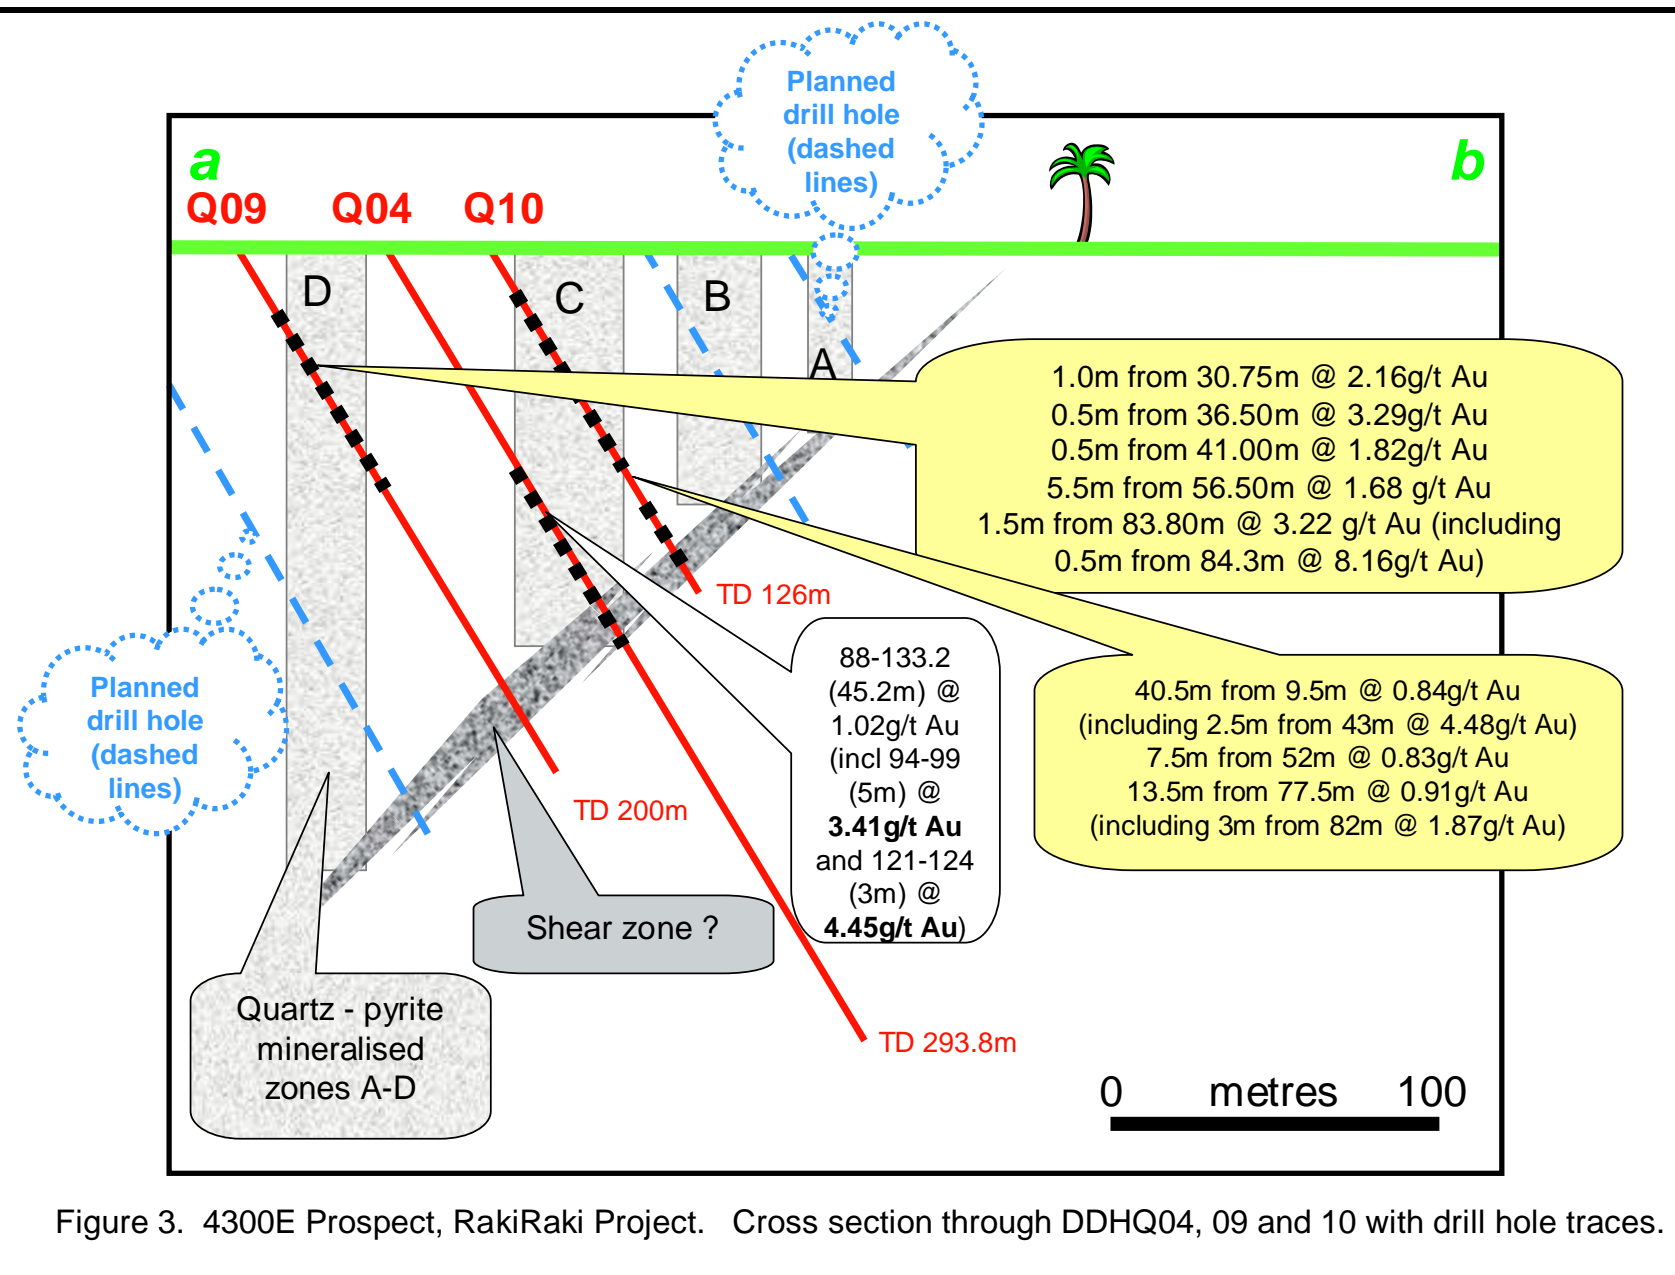 Planned
drill hole
(dashed
lines)
a
b
Q09
Q04
Q10
D
C
B
A
1.0m from 30.75m @ 2.16g/t Au
0.5m from 36.50m @ 3.29g/t Au
0.5m from 41.00m @ 1.82g/t Au
5.5m from 56.50m @ 1.68 g/t Au
1.5m from 83.80m @ 3.22 g/t Au (including
0.5m from 84.3m @ 8.16g/t Au)
TD 126m
88-133.2
(45.2m) @
1.02g/t Au
(incl 94-99
(5m) @
3.41g/t Au
and 121-124
(3m) @
4.45g/t Au)
40.5m from 9.5m @ 0.84g/t Au
(including 2.5m from 43m @ 4.48g/t Au)
7.5m from 52m @ 0.83g/t Au
13.5m from 77.5m @ 0.91g/t Au
(including 3m from 82m @ 1.87g/t Au)
Planned
drill hole
(dashed
lines)
TD 200m
Shear zone ?
Quartz - pyrite
mineralised
zones A-D
TD 293.8m
0 metres 100
Figure 3. 4300E Prospect, RakiRaki Project. Cross section through DDHQ04, 09 and 10 with drill hole traces.